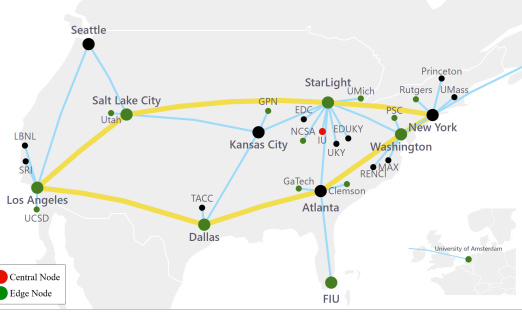 Seattle
Princeton
StarLight
UMich
Rutgers
UMass
Salt Lake City
GPN
EDC
PSC
Utah
New York
NCSA
EDUKY
IU
Kansas City
Washington
LBNL
UKY
SRI
RENCI
MAX
GaTech
Clemson
Los Angeles
TACC
Atlanta
UCSD
Dallas
University of Amsterdam
Central Node
Edge Node
FIU